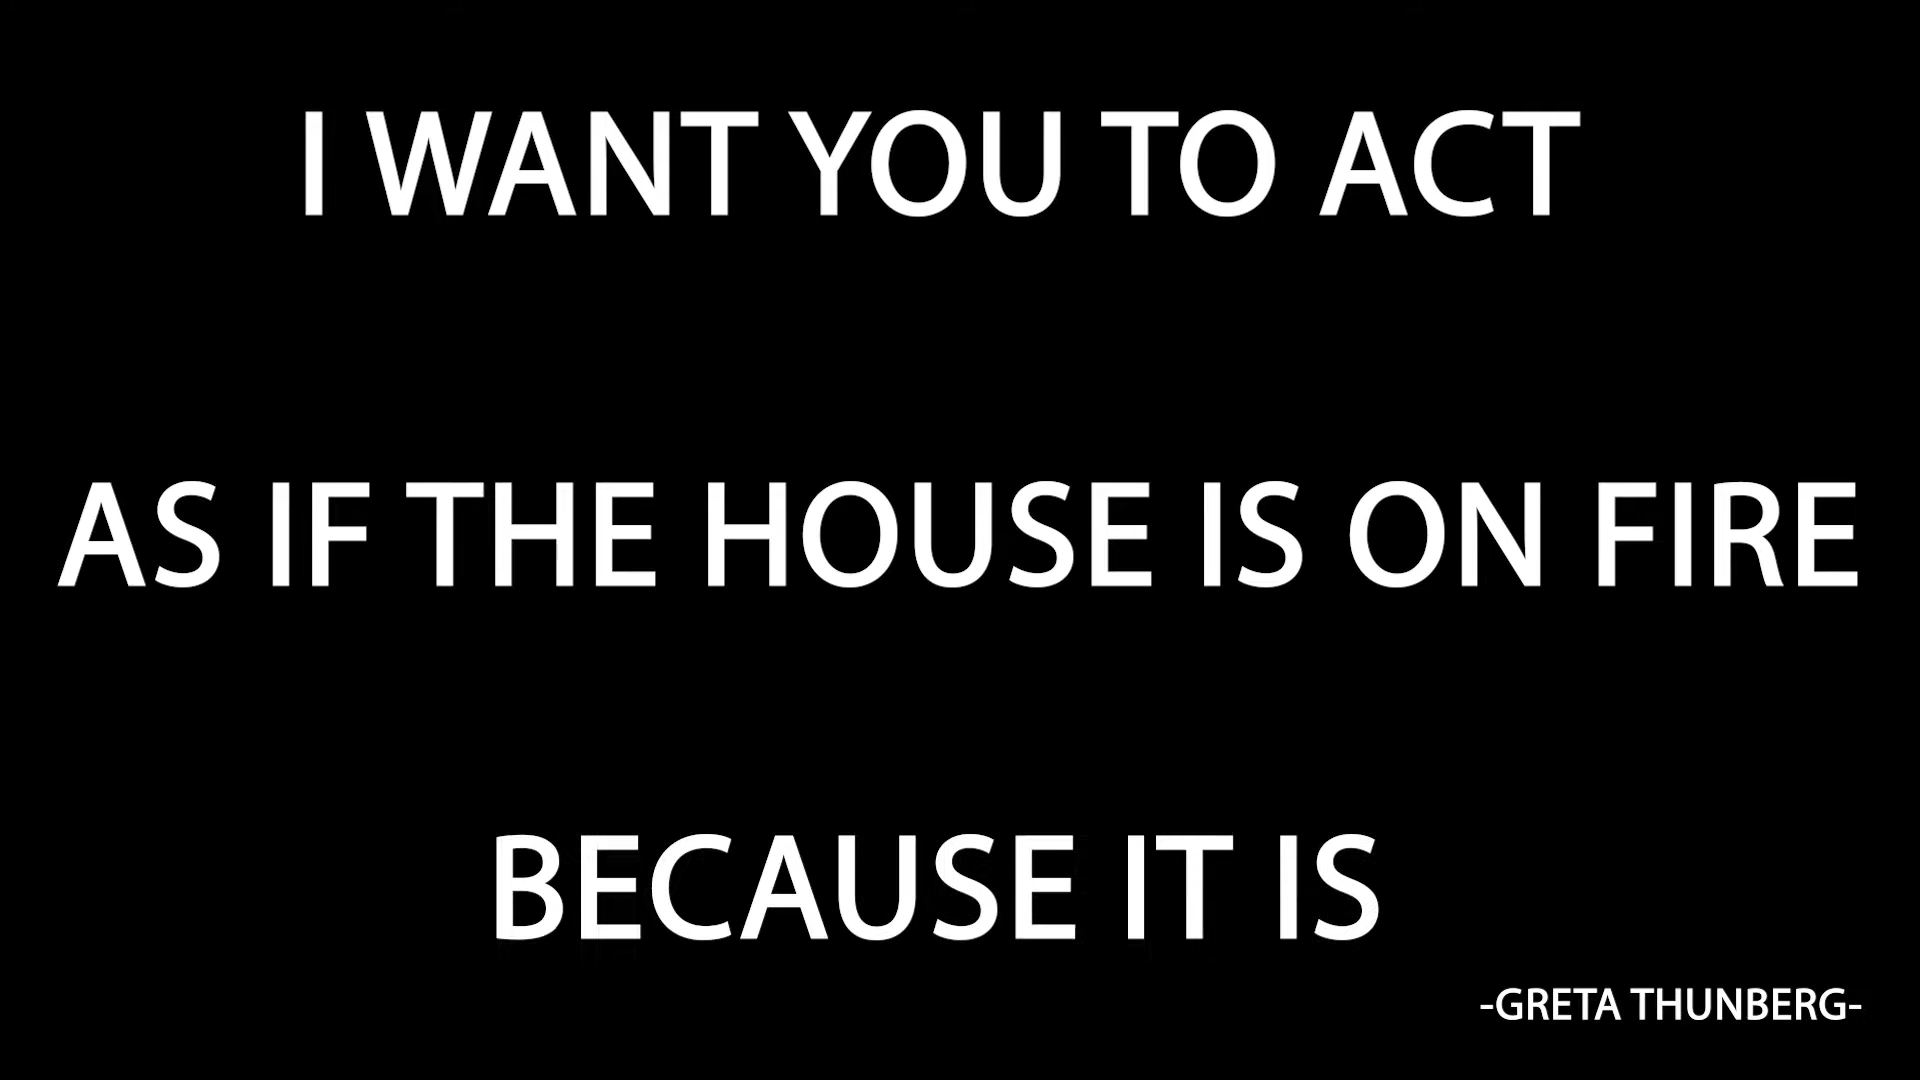 I WANT YOU TO ACT
AS IF THE HOUSE IS ON FIRE
BECAUSE IT IS
-GRETA THUNBERG-